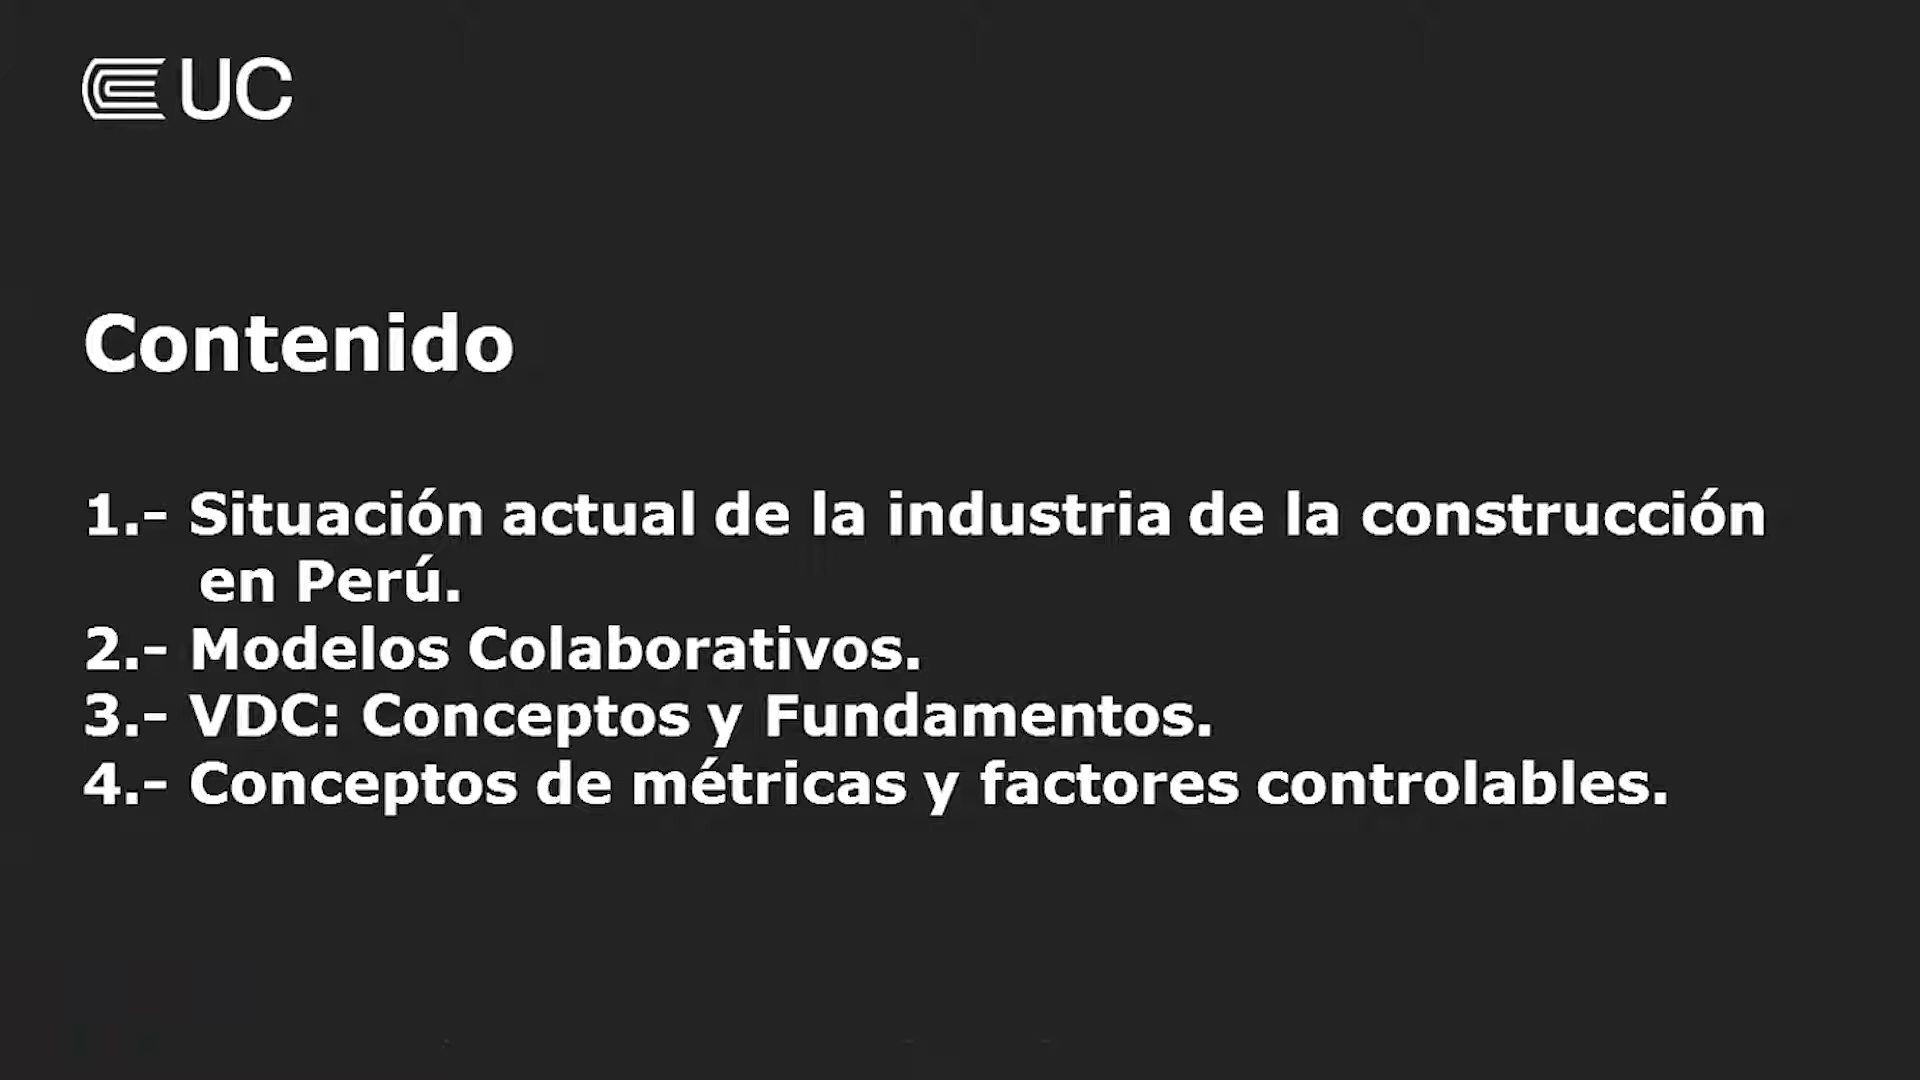 UC
Contenido
1.- Situación actual de la industria de la construcción
en Perú.
2.- Modelos Colaborativos.
3.- VDC: Conceptos y Fundamentos.
4.- Conceptos de métricas y factores controlables.